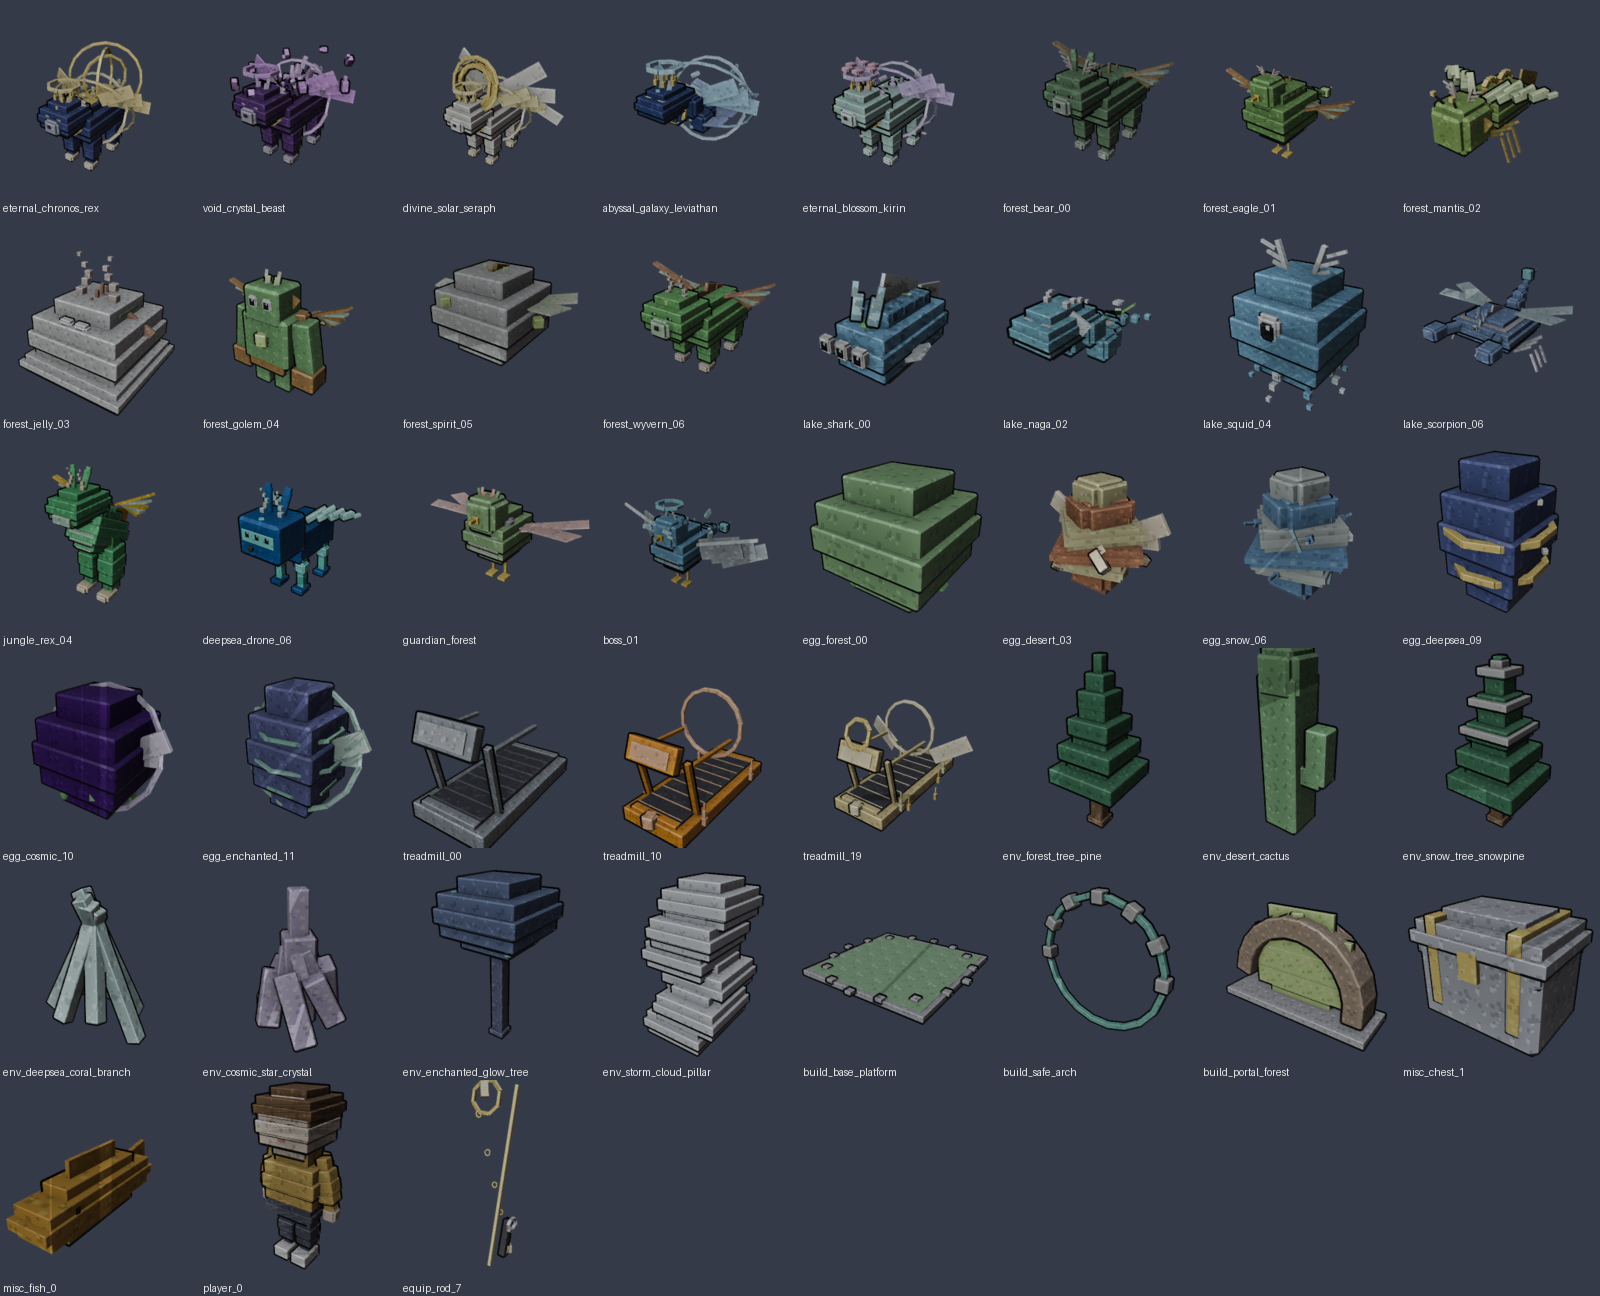 eternal_chronos_rex
void_crystal_beast
divine_solar_seraph
abyssal_galaxy_leviathan
eternal_blossom_kirin
forest_bear_00
forest_eagle_01
forest_mantis_02
forest_jelly_03
forest_golem_04
forest_spirit_05
forest_wyvern_06
lake_shark_00
lake_naga_02
lake_squid_04
lake_scorpion_06
jungle_rex_04
deepsea_drone_06
guardian_forest
boss_01
egg_forest_00
egg_desert_03
egg_snow_06
egg_deepsea_09
egg_cosmic_10
egg_enchanted_11
treadmill_00
treadmill_10
treadmill_19
env_forest_tree_pine
env_desert_cactus
env_snow_tree_snowpine
env_deepsea_coral_branch
env_cosmic_star_crystal
env_enchanted_glow_tree
env_storm_cloud_pillar
build_base_platform
build_safe_arch
build_portal_forest
misc_chest_1
misc_fish_0
player_0
equip_rod_7